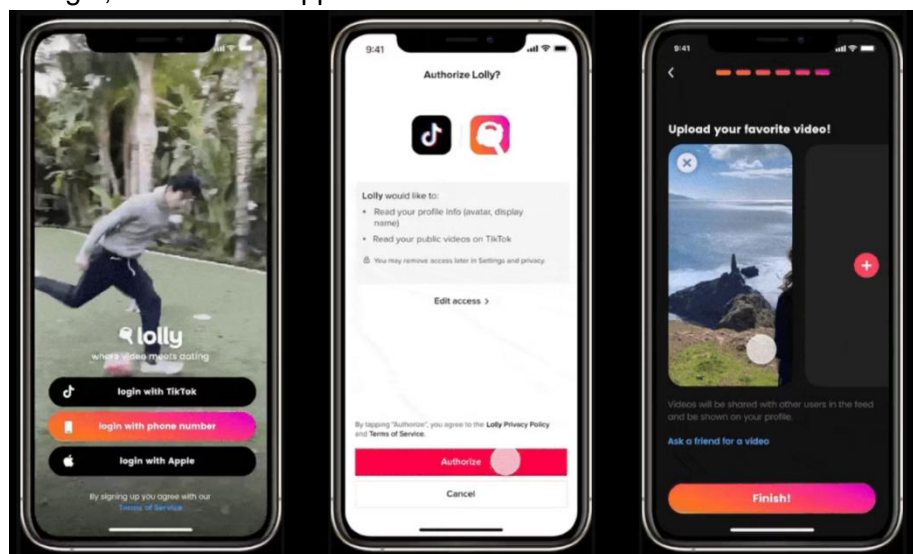 lolly
where video meets dating
login with TikTok
login with phone number
login with Apple
By signing up you agree with our
Terms of Service
9:41
Authorize Lolly?
Lolly would like to:
• Read your profile info (avatar, display
name)
• Read your public videos on TikTok
You may remove access later in Settings and privacy.
Edit access >
By tapping "Authorize", you agree to the Lolly Privacy Policy
and Terms of Service.
Authorize
Cancel
9:41
Upload your favorite video!
Videos will be shared with other users in the feed
and be shown on your profile.
Ask a friend for a video
Finish!